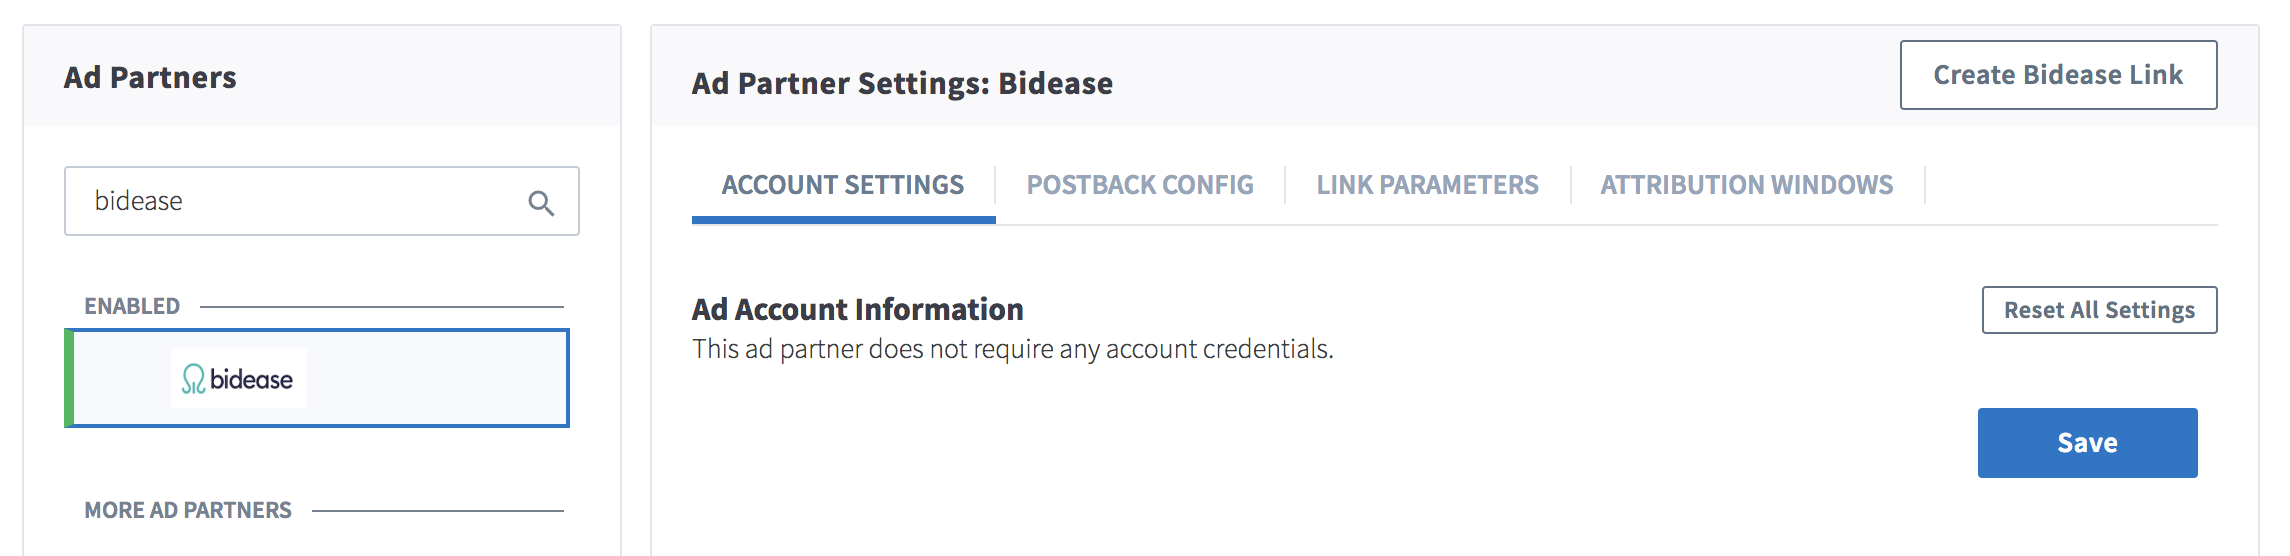 Ad Partners
bidease
ENABLED
bidease
MORE AD PARTNERS
Ad Partner Settings: Bidease
Create Bidease Link
ACCOUNT SETTINGS
POSTBACK CONFIG
LINK PARAMETERS
ATTRIBUTION WINDOWS
Ad Account Information
Reset All Settings
This ad partner does not require any account credentials.
Save